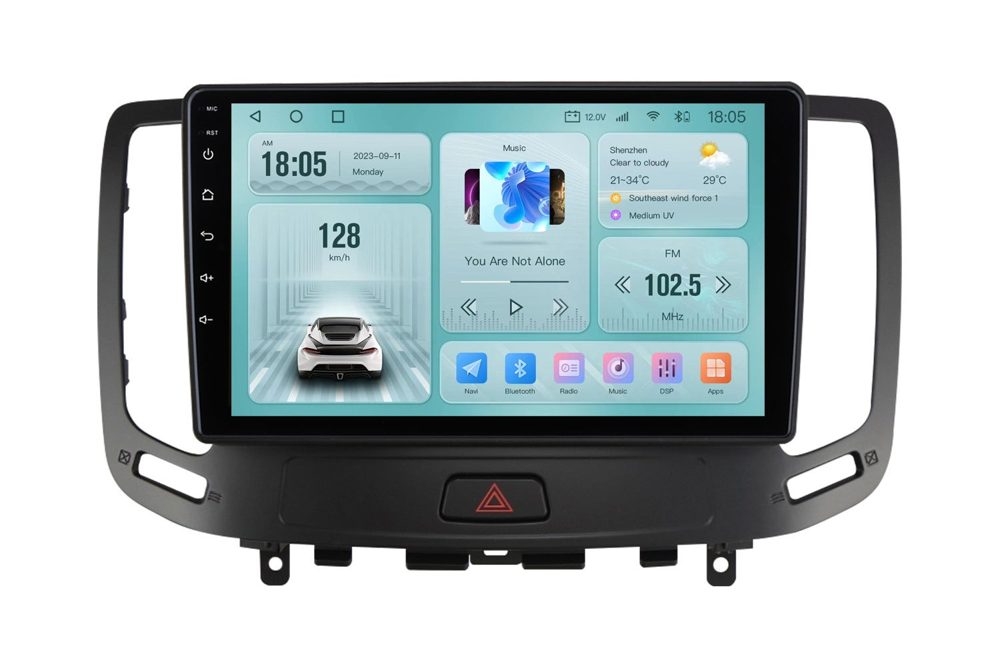 MIC
RST
12.0V
18:05
AM
18:05
2023-09-11
Monday
128
km/h
Music
You Are Not Alone
Shenzhen
Clear to cloudy
21~34°C
29°C
Southeast wind force 1
Medium UV
FM
102.5
MHz
Navi
Bluetooth
Radio
Music
DSP
Apps